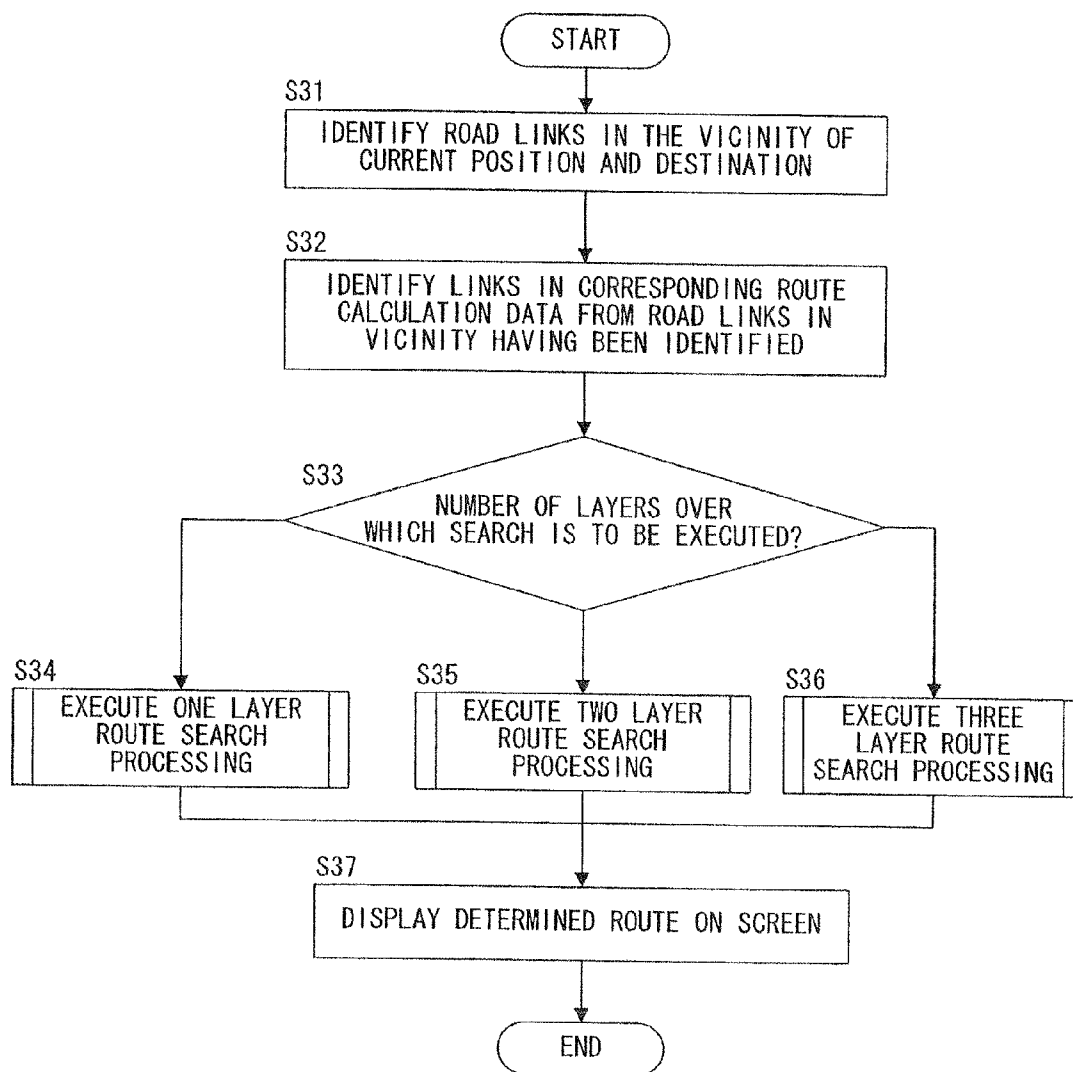 START
S31
IDENTIFY ROAD LINKS IN THE VICINITY OF
CURRENT POSITION AND DESTINATION
S32
IDENTIFY LINKS IN CORRESPONDING ROUTE
CALCULATION DATA FROM ROAD LINKS IN
VICINITY HAVING BEEN IDENTIFIED
S33
NUMBER OF LAYERS OVER
WHICH SEARCH IS TO BE EXECUTED?
S34
EXECUTE ONE LAYER
ROUTE SEARCH
PROCESSING
S35
EXECUTE TWO LAYER
ROUTE SEARCH
PROCESSING
S36
EXECUTE THREE
LAYER ROUTE
SEARCH PROCESSING
S37
DISPLAY DETERMINED ROUTE ON SCREEN
END